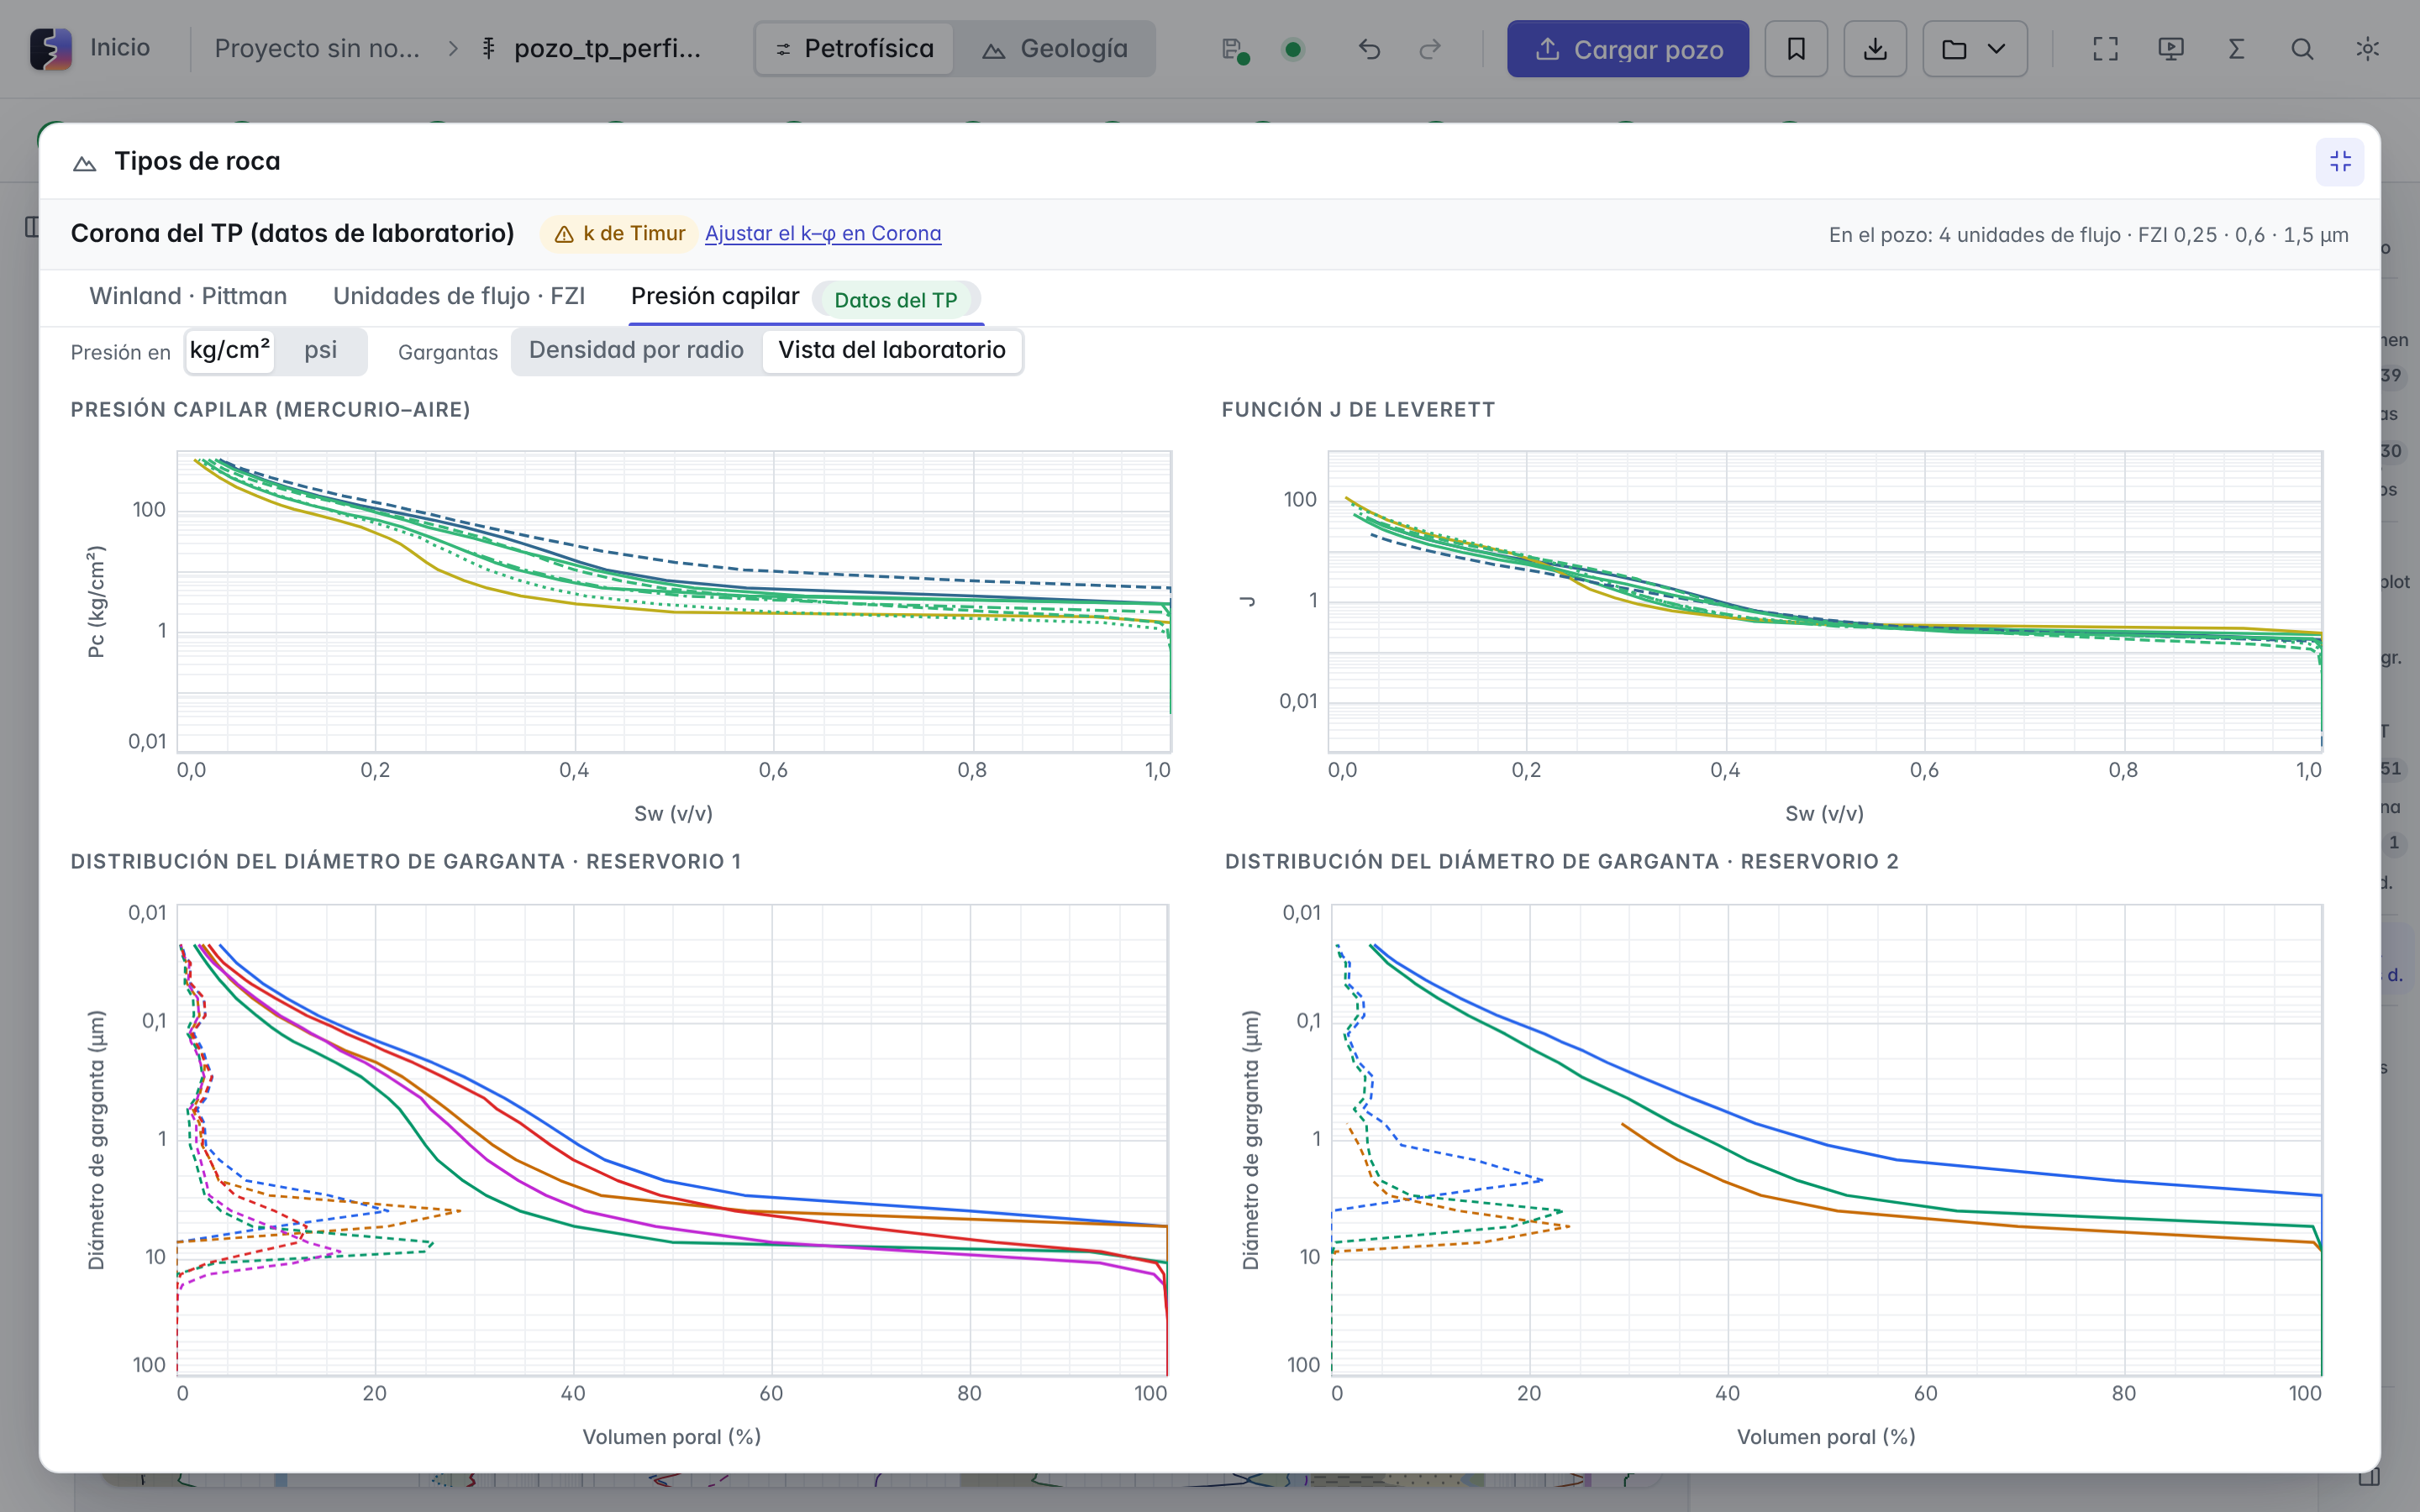 Inicio
Proyecto sin no...
pozo_tp_perfi...
Petrofísica
Geología
Cargar pozo
Tipos de roca
Corona del TP (datos de laboratorio)
k de Timur
Ajustar el k–φ en Corona
En el pozo: 4 unidades de flujo · FZI 0,25 · 0,6 · 1,5 µm
Winland · Pittman
Unidades de flujo · FZI
Presión capilar
Datos del TP
Presión en
kg/cm²
psi
Gargantas
Densidad por radio
Vista del laboratorio
PRESIÓN CAPILAR (MERCURIO–AIRE)
100
1
0,01
Pc (kg/cm²)
0,0 0,2 0,4 0,6 0,8 1,0
Sw (v/v)
FUNCIÓN J DE LEVERETT
100
1
0,01
J
0,0 0,2 0,4 0,6 0,8 1,0
Sw (v/v)
DISTRIBUCIÓN DEL DIÁMETRO DE GARGANTA · RESERVORIO 1
0,01
0,1
1
10
100
Diámetro de garganta (µm)
0 20 40 60 80 100
Volumen poral (%)
DISTRIBUCIÓN DEL DIÁMETRO DE GARGANTA · RESERVORIO 2
0,01
0,1
1
10
100
Diámetro de garganta (µm)
0 20 40 60 80 100
Volumen poral (%)
39
30
51
1